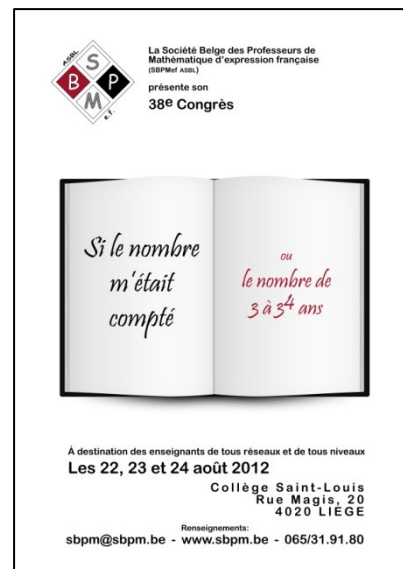 ASBL
S
B P
M
e.f.
La Société Belge des Professeurs de
Mathématique d'expression française
(SBPMef ASBL)
présente son
38e Congrès
Si le nombre
m'était
compté
ou
le nombre de
3 à 3⁴ ans
À destination des enseignants de tous réseaux et de tous niveaux
Les 22, 23 et 24 août 2012
Collège Saint-Louis
Rue Magis, 20
4020 LIEGE
Renseignements:
sbpm@sbpm.be - www.sbpm.be - 065/31.91.80